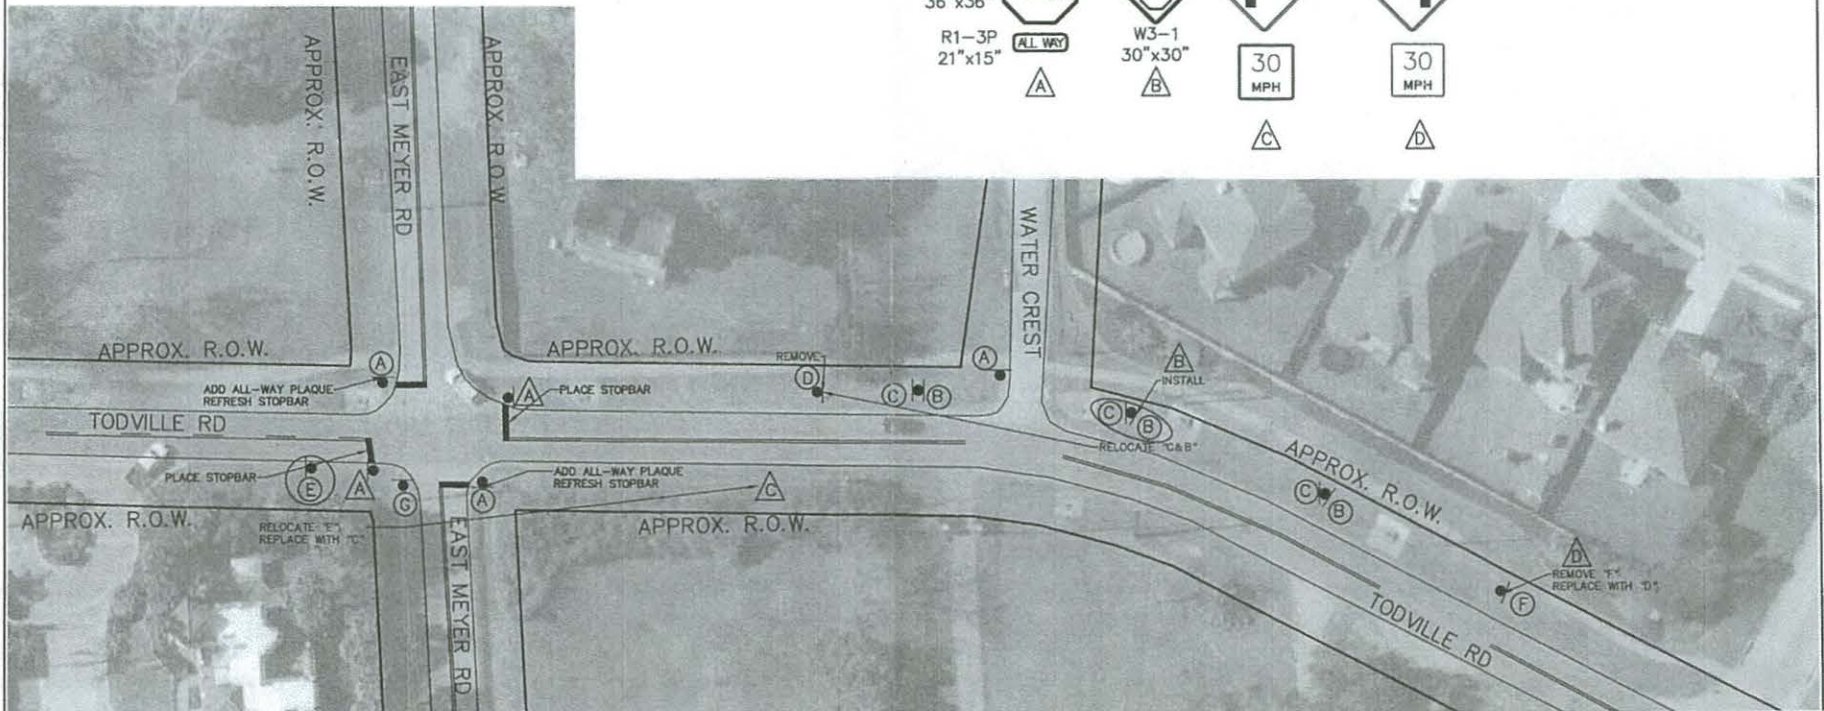 36"x36"
R1-3P
21"x15"
ALL WAY
A
W3-1
30"x30"
B
30
MPH
C
30
MPH
D
APPROX. R.O.W.
EAST MEYER RD
APPROX. R.O.W.
WATER CREST
APPROX. R.O.W.
A
ADD ALL-WAY PLAQUE
REFRESH STOPBAR
TODVILLE RD
APPROX. R.O.W.
A
PLACE STOPBAR
REMOVE
D
C
B
A
B
INSTALL
C
B
RELOCATE "C&B"
APPROX. R.O.W.
C
B
D
REMOVE "F"
REPLACE WITH "D"
F
TODVILLE RD
PLACE STOPBAR
E
A
G
A
ADD ALL-WAY PLAQUE
REFRESH STOPBAR
C
APPROX. R.O.W.
RELOCATE "E"
REPLACE WITH "C"
APPROX. R.O.W.
EAST MEYER RD